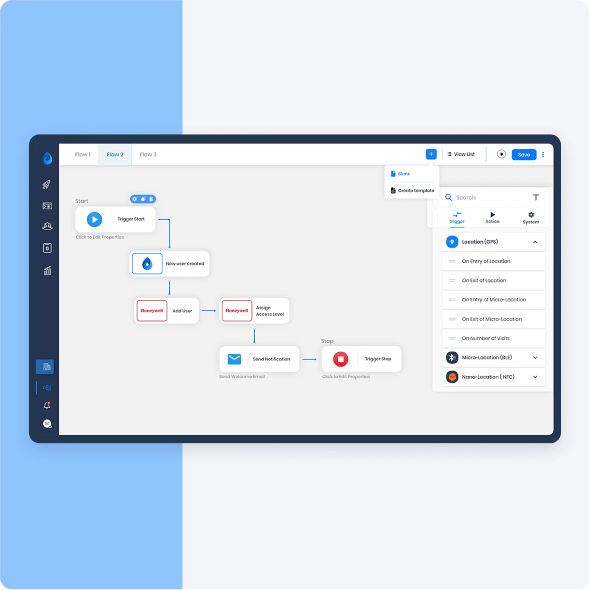 Flow 1
Flow 2
Flow 3
+
View List
Save
Blank
Create template
Search
Trigger
Action
System
Location (GPS)
On Entry of Location
On Exit of Location
On Entry of Micro-Location
On Exit of Micro-Location
On Number of Visits
Micro-Location (BLE)
Nano-Location ( NFC)
Start
Trigger Start
Click to Edit Properties
New user created
Honeywell
Add User
Honeywell
Assign
Access Level
Send Notification
Send Welcome Email
Stop
Trigger Stop
Click to Edit Properties